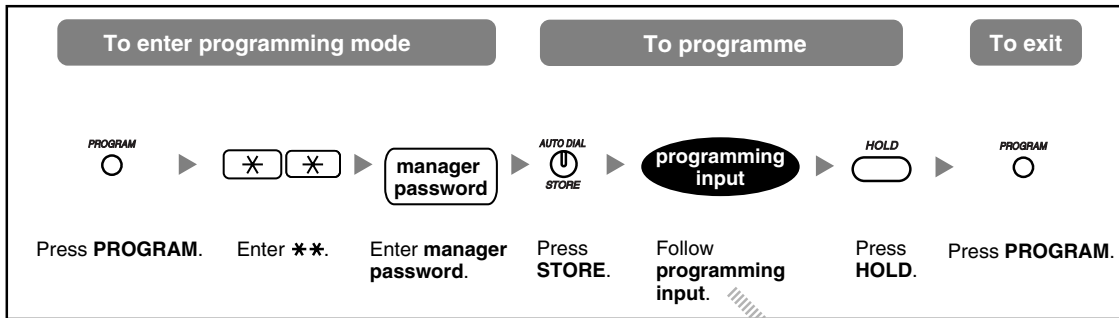 To enter programming mode
To programme
To exit
PROGRAM
✳ ✳
manager
password
AUTO DIAL
STORE
programming
input
HOLD
PROGRAM
Press PROGRAM.
Enter ✳✳.
Enter manager
password.
Press
STORE.
Follow
programming
input.
Press
HOLD.
Press PROGRAM.